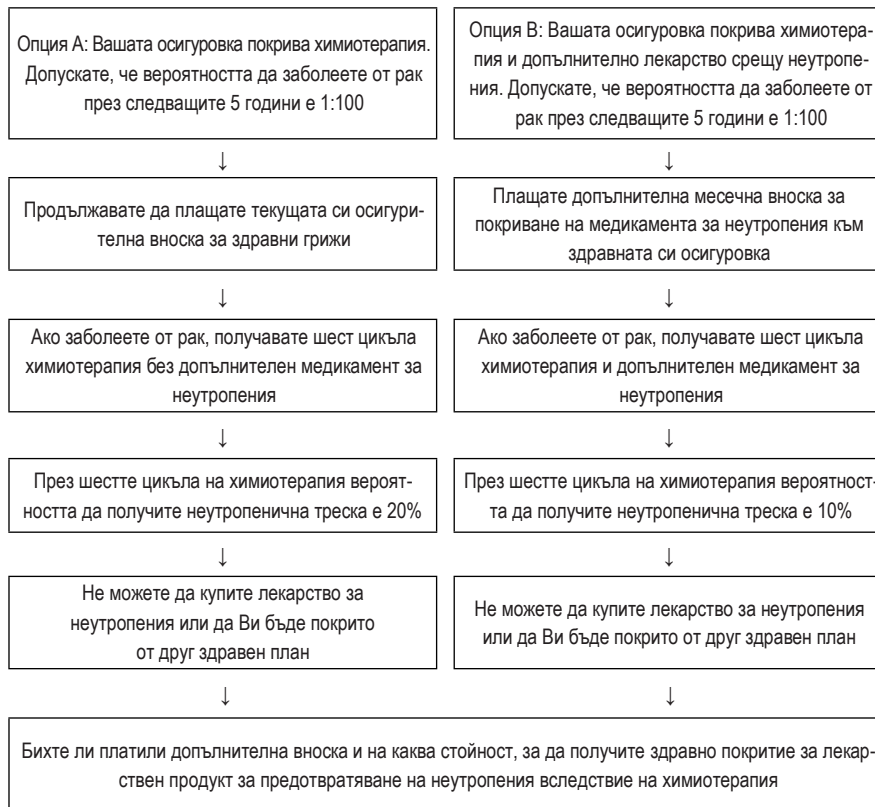 Опция А: Вашата осигуровка покрива химиотерапия.
Допускате, че вероятността да заболеете от рак
през следващите 5 години е 1:100
↓
Продължавате да плащате текущата си осигури-
телна вноска за здравни грижи
↓
Ако заболеете от рак, получавате шест цикъла
химиотерапия без допълнителен медикамент за
неутропения
↓
През шестте цикъла на химиотерапия вероят-
ността да получите неутропенична треска е 20%
↓
Не можете да купите лекарство за
неутропения или да Ви бъде покрито
от друг здравен план
↓
Опция В: Вашата осигуровка покрива химиотера-
пия и допълнително лекарство срещу неутропе-
ния. Допускате, че вероятността да заболеете от
рак през следващите 5 години е 1:100
↓
Плащате допълнителна месечна вноска за
покриване на медикамента за неутропения към
здравната си осигуровка
↓
Ако заболеете от рак, получавате шест цикъла
химиотерапия и допълнителен медикамент за
неутропения
↓
През шестте цикъла на химиотерапия вероятност-
та да получите неутропенична треска е 10%
↓
Не можете да купите лекарство за неутропения
или да Ви бъде покрито от друг здравен план
↓
Бихте ли платили допълнителна вноска и на каква стойност, за да получите здравно покритие за лекар-
ствен продукт за предотвратяване на неутропения вследствие на химиотерапия